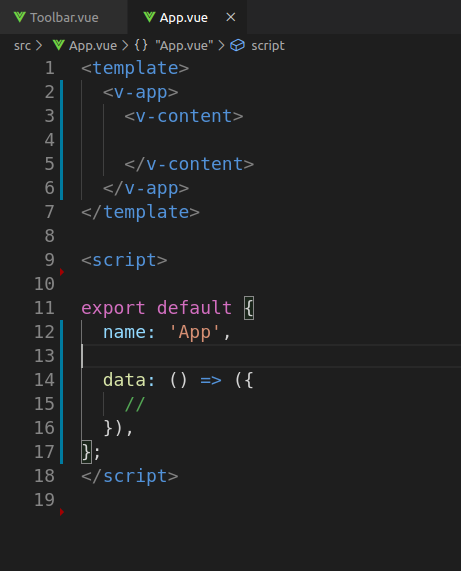 Toolbar.vue App.vue ×
src > App.vue > {} "App.vue" > script
1 <template>
2 <v-app>
3 <v-content>
4
5 </v-content>
6 </v-app>
7 </template>
8
9 <script>
10
11 export default {
12 name: 'App',
13
14 data: () => ({
15 //
16 }),
17 };
18 </script>
19